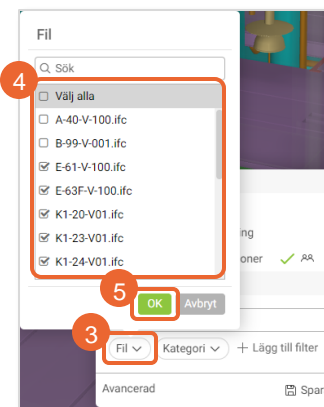 Fil
Sök
4
Välj alla
A-40-V-100.ifc
B-99-V-001.ifc
E-61-V-100.ifc
E-63F-V-100.ifc
K1-20-V01.ifc
K1-23-V01.ifc
K1-24-V01.ifc
ing
oner
5
OK Avbryt
3
Fil Kategori + Lägg till filter
Avancerad Spar